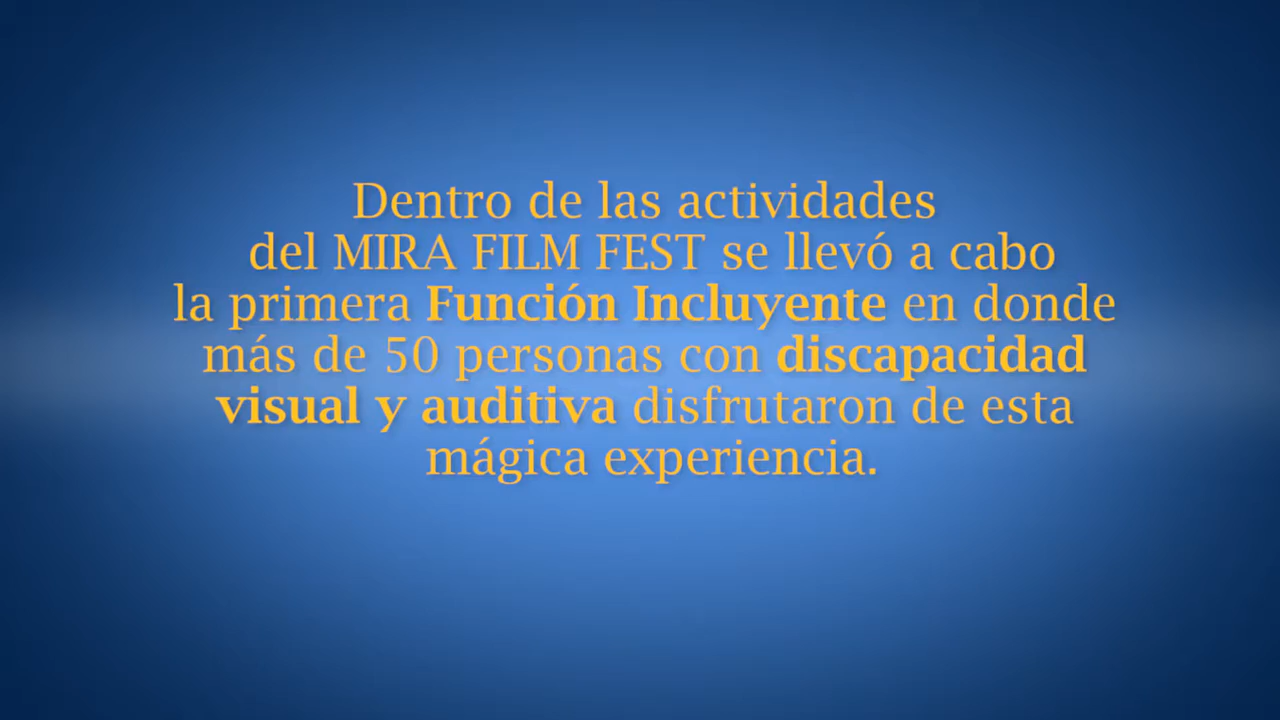 Dentro de las actividades
del MIRA FILM FEST se llevó a cabo
la primera Función Incluyente en donde
más de 50 personas con discapacidad
visual y auditiva disfrutaron de esta
mágica experiencia.